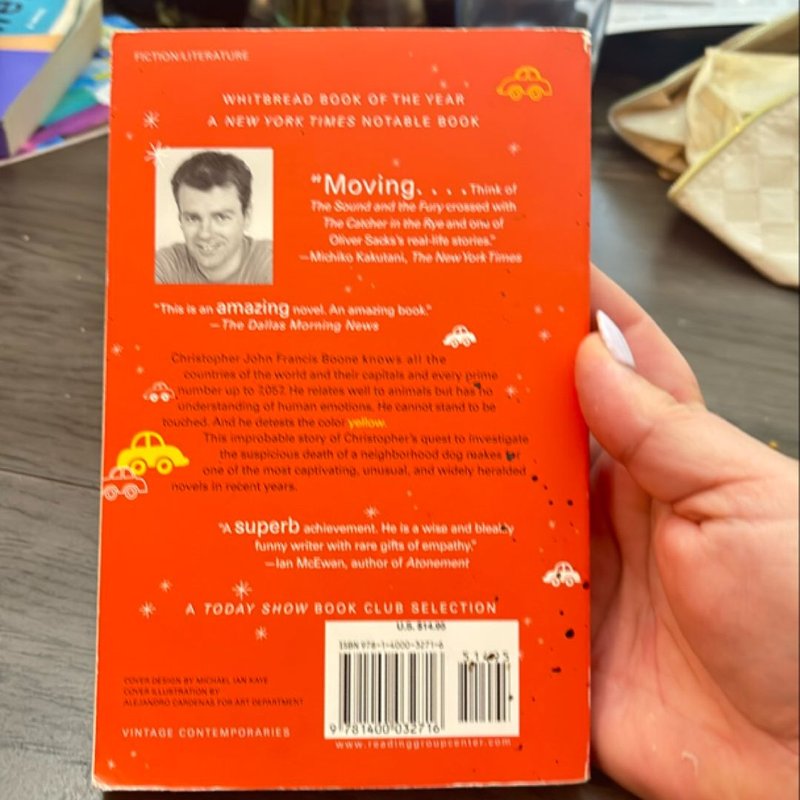 FICTION/LITERATURE
WHITBREAD BOOK OF THE YEAR
A NEW YORK TIMES NOTABLE BOOK
"Moving. . . . Think of
The Sound and the Fury crossed with
The Catcher in the Rye and one of
Oliver Sacks's real-life stories."
—Michiko Kakutani, The New York Times
"This is an amazing novel. An amazing book."
—The Dallas Morning News
Christopher John Francis Boone knows all the
countries of the world and their capitals and every prime
number up to 7,057. He relates well to animals but has no
understanding of human emotions. He cannot stand to be
touched. And he detests the color yellow.
This improbable story of Christopher's quest to investigate
the suspicious death of a neighborhood dog makes for
one of the most captivating, unusual, and widely heralded
novels in recent years.
"A superb achievement. He is a wise and bleakly
funny writer with rare gifts of empathy."
—Ian McEwan, author of Atonement
A TODAY SHOW BOOK CLUB SELECTION
U.S. $14.95
ISBN 978-1-4000-3271-6
51495
9 781400 032716
COVER DESIGN BY MICHAEL IAN KAYE
COVER ILLUSTRATION BY
ALEJANDRO CARDENAS FOR ART DEPARTMENT
VINTAGE CONTEMPORARIES
www.readinggroupcenter.com